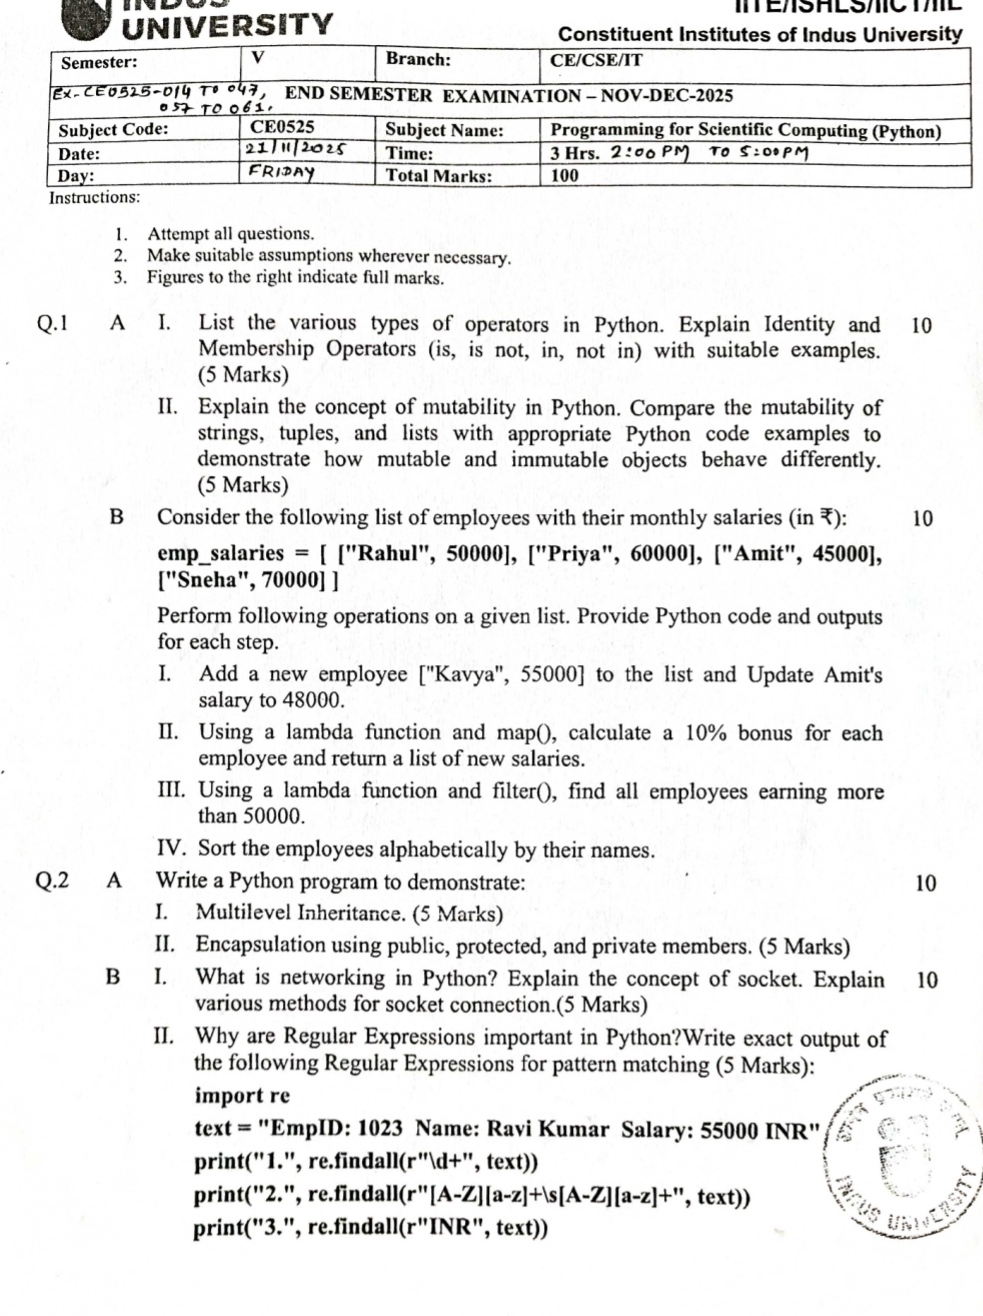 INDUS
UNIVERSITY
IITE/ISHLS/IICT/IIL
Constituent Institutes of Indus University
Semester: V Branch: CE/CSE/IT
Ex-CE0525-014 TO 047,
057 TO 061.
END SEMESTER EXAMINATION – NOV-DEC-2025
Subject Code: CE0525 Subject Name: Programming for Scientific Computing (Python)
Date: 21/11/2025 Time: 3 Hrs. 2:00 PM TO 5:00 PM
Day: FRIDAY Total Marks: 100
Instructions:
1. Attempt all questions.
2. Make suitable assumptions wherever necessary.
3. Figures to the right indicate full marks.
Q.1 A I. List the various types of operators in Python. Explain Identity and 10
Membership Operators (is, is not, in, not in) with suitable examples.
(5 Marks)
II. Explain the concept of mutability in Python. Compare the mutability of
strings, tuples, and lists with appropriate Python code examples to
demonstrate how mutable and immutable objects behave differently.
(5 Marks)
B Consider the following list of employees with their monthly salaries (in ₹): 10
emp_salaries = [ ["Rahul", 50000], ["Priya", 60000], ["Amit", 45000],
["Sneha", 70000] ]
Perform following operations on a given list. Provide Python code and outputs
for each step.
I. Add a new employee ["Kavya", 55000] to the list and Update Amit's
salary to 48000.
II. Using a lambda function and map(), calculate a 10% bonus for each
employee and return a list of new salaries.
III. Using a lambda function and filter(), find all employees earning more
than 50000.
IV. Sort the employees alphabetically by their names.
Q.2 A Write a Python program to demonstrate: 10
I. Multilevel Inheritance. (5 Marks)
II. Encapsulation using public, protected, and private members. (5 Marks)
B I. What is networking in Python? Explain the concept of socket. Explain 10
various methods for socket connection.(5 Marks)
II. Why are Regular Expressions important in Python?Write exact output of
the following Regular Expressions for pattern matching (5 Marks):
import re
text = "EmpID: 1023 Name: Ravi Kumar Salary: 55000 INR"
print("1.", re.findall(r"\d+", text))
print("2.", re.findall(r"[A-Z][a-z]+\s[A-Z][a-z]+", text))
print("3.", re.findall(r"INR", text))
INDUS UNIVERSITY